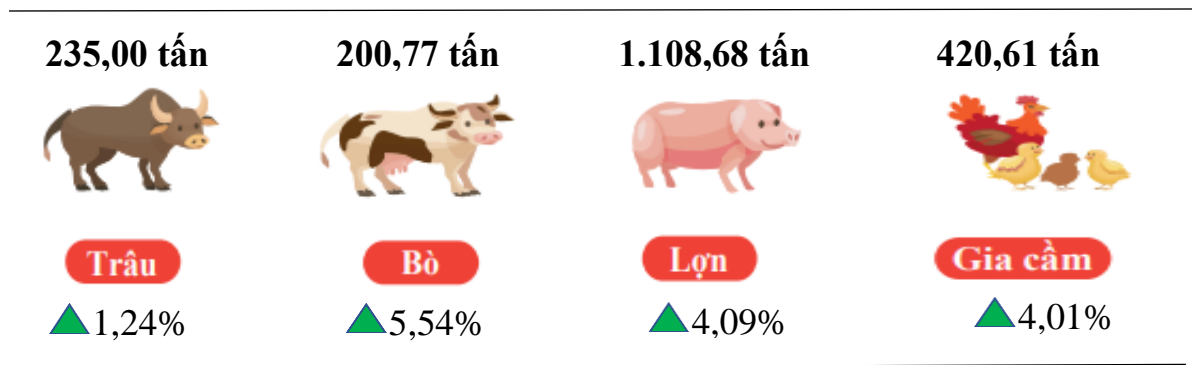 235,00 tấn 200,77 tấn 1.108,68 tấn 420,61 tấn
Trâu Bò Lợn Gia cầm
1,24% 5,54% 4,09% 4,01%